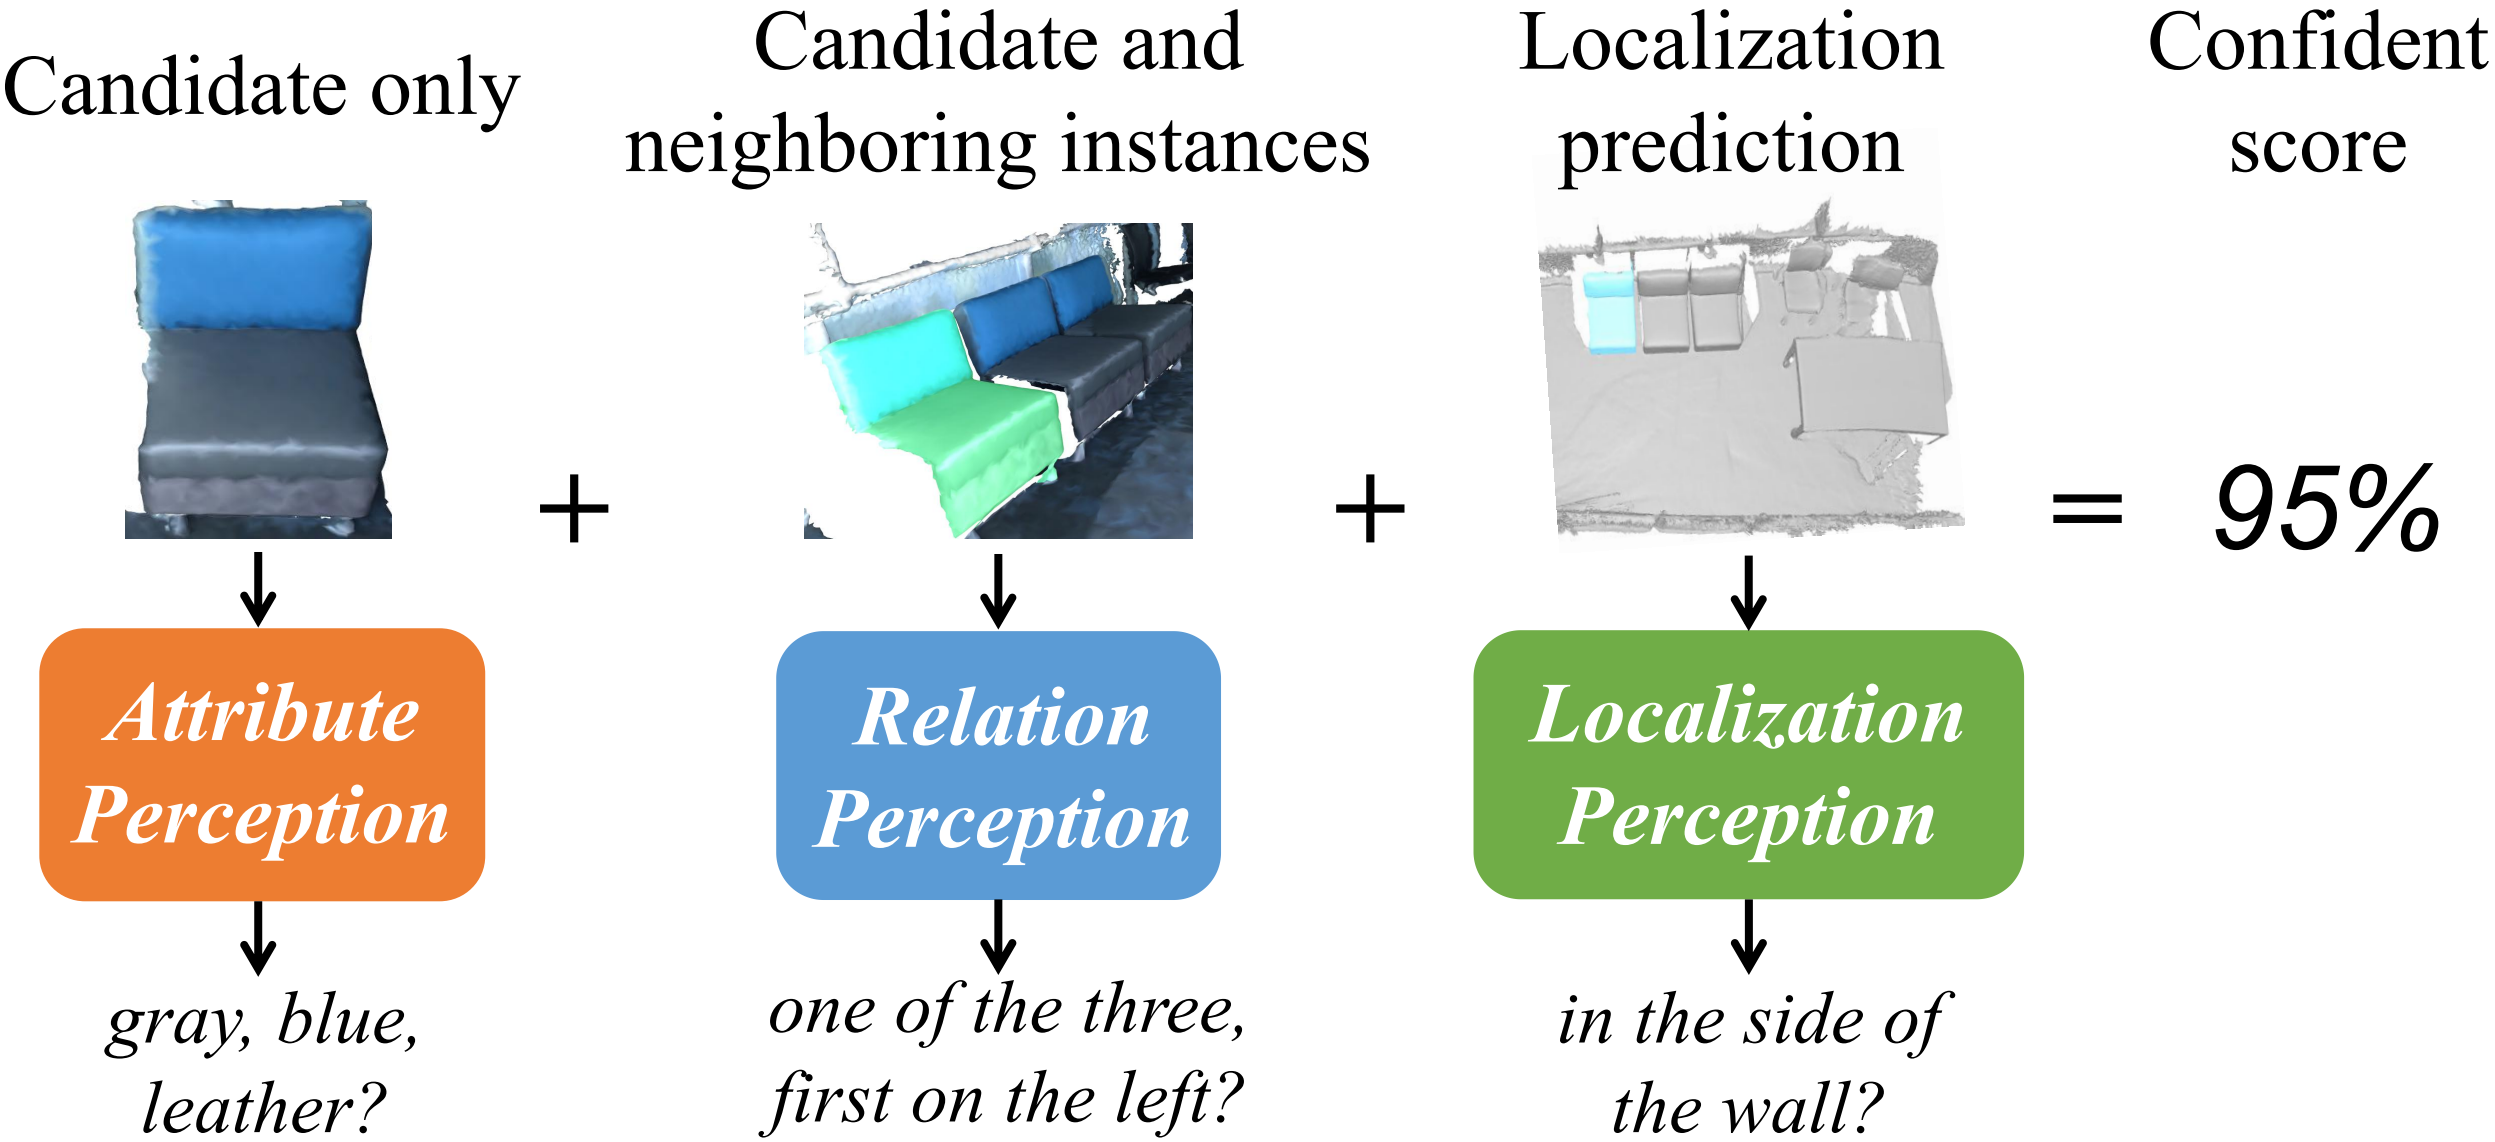 Candidate only
Candidate and
neighboring instances
Localization
prediction
Confident
score
+
+
=
95%
Attribute
Perception
Relation
Perception
Localization
Perception
gray, blue,
leather?
one of the three,
first on the left?
in the side of
the wall?